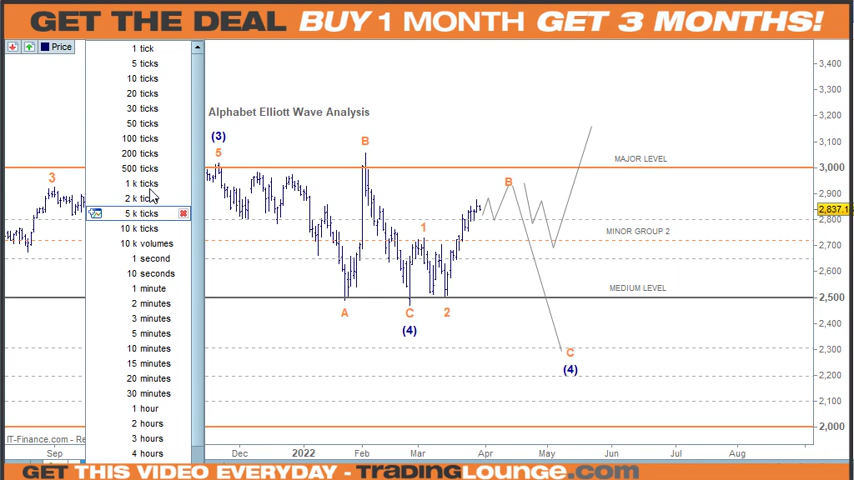 GET THE DEAL BUY 1 MONTH GET 3 MONTHS!
Price
1 tick
5 ticks
10 ticks
20 ticks
30 ticks
50 ticks
100 ticks
200 ticks
500 ticks
1 k ticks
2 k ticks
5 k ticks
10 k ticks
10 k volumes
1 second
10 seconds
1 minute
2 minutes
3 minutes
5 minutes
10 minutes
15 minutes
20 minutes
30 minutes
1 hour
2 hours
3 hours
4 hours
Alphabet Elliott Wave Analysis
(3)
5
3
B
MAJOR LEVEL
B
1
MINOR GROUP 2
MEDIUM LEVEL
A
C
(4)
2
C
(4)
3,400
3,300
3,200
3,100
3,000
2,900
2,837.1
2,800
2,700
2,600
2,500
2,400
2,300
2,200
2,100
2,000
IT-Finance.com - Re
Sep
Dec
2022
Feb
Mar
Apr
May
Jun
Jul
Aug
GET THIS VIDEO EVERYDAY - TradingLounge.com